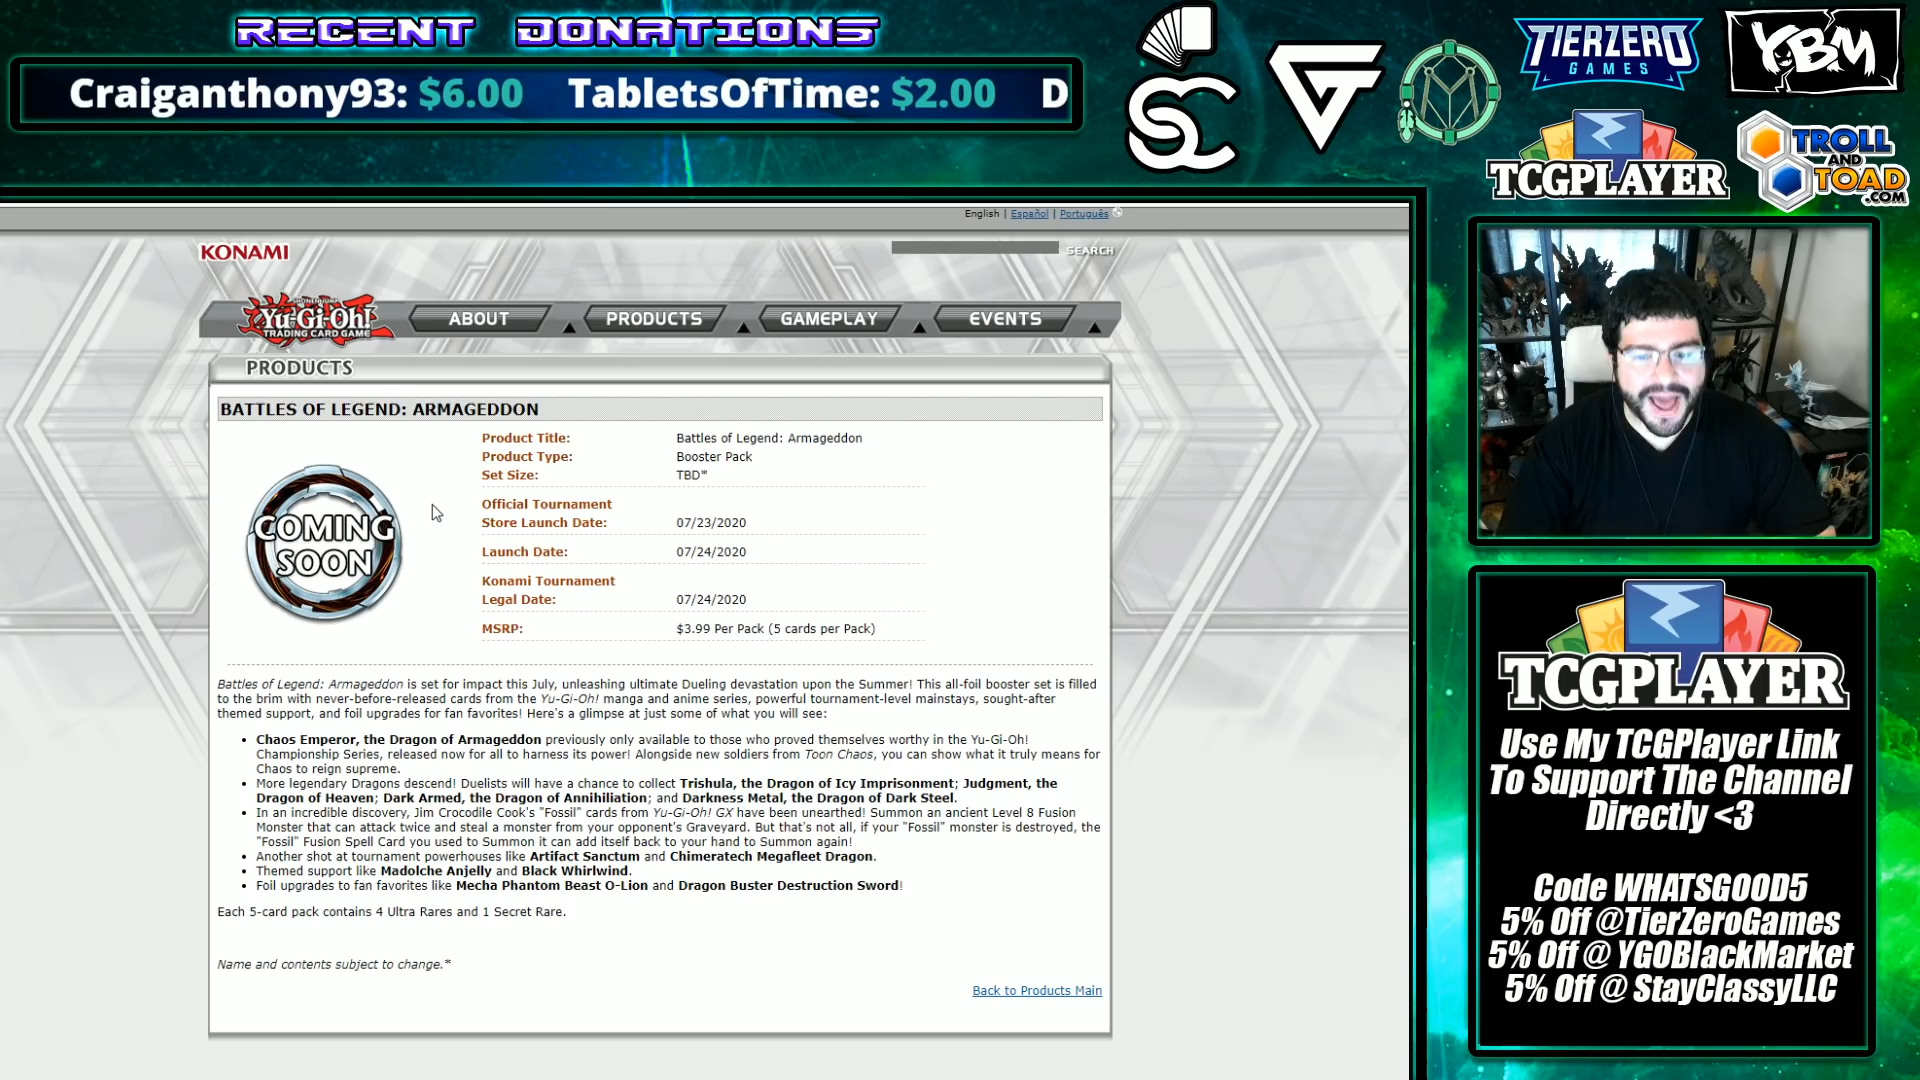 RECENT DONATIONS
Craiganthony93: $6.00 TabletsOfTime: $2.00 D
SC
TIERZERO
GAMES
YBM
TCGPLAYER
TROLL
AND
TOAD
.COM
English | Español | Português
KONAMI
SEARCH
SHONEN JUMP
Yu-Gi-Oh!
TRADING CARD GAME
ABOUT
PRODUCTS
GAMEPLAY
EVENTS
PRODUCTS
BATTLES OF LEGEND: ARMAGEDDON
COMING
SOON
Product Title: Battles of Legend: Armageddon
Product Type: Booster Pack
Set Size: TBD*
Official Tournament
Store Launch Date: 07/23/2020
Launch Date: 07/24/2020
Konami Tournament
Legal Date: 07/24/2020
MSRP: $3.99 Per Pack (5 cards per Pack)
Battles of Legend: Armageddon is set for impact this July, unleashing ultimate Dueling devastation upon the Summer! This all-foil booster set is filled
to the brim with never-before-released cards from the Yu-Gi-Oh! manga and anime series, powerful tournament-level mainstays, sought-after
themed support, and foil upgrades for fan favorites! Here's a glimpse at just some of what you will see:
• Chaos Emperor, the Dragon of Armageddon previously only available to those who proved themselves worthy in the Yu-Gi-Oh!
Championship Series, released now for all to harness its power! Alongside new soldiers from Toon Chaos, you can show what it truly means for
Chaos to reign supreme.
• More legendary Dragons descend! Duelists will have a chance to collect Trishula, the Dragon of Icy Imprisonment; Judgment, the
Dragon of Heaven; Dark Armed, the Dragon of Annihiliation; and Darkness Metal, the Dragon of Dark Steel.
• In an incredible discovery, Jim Crocodile Cook's "Fossil" cards from Yu-Gi-Oh! GX have been unearthed! Summon an ancient Level 8 Fusion
Monster that can attack twice and steal a monster from your opponent's Graveyard. But that's not all, if your "Fossil" monster is destroyed, the
"Fossil" Fusion Spell Card you used to Summon it can add itself back to your hand to Summon again!
• Another shot at tournament powerhouses like Artifact Sanctum and Chimeratech Megafleet Dragon.
• Themed support like Madolche Anjelly and Black Whirlwind.
• Foil upgrades to fan favorites like Mecha Phantom Beast O-Lion and Dragon Buster Destruction Sword!
Each 5-card pack contains 4 Ultra Rares and 1 Secret Rare.
Name and contents subject to change.*
Back to Products Main
TCGPLAYER
Use My TCGPlayer Link
To Support The Channel
Directly <3
Code WHATSGOOD5
5% Off @TierZeroGames
5% Off @ YGOBlackMarket
5% Off @ StayClassyLLC